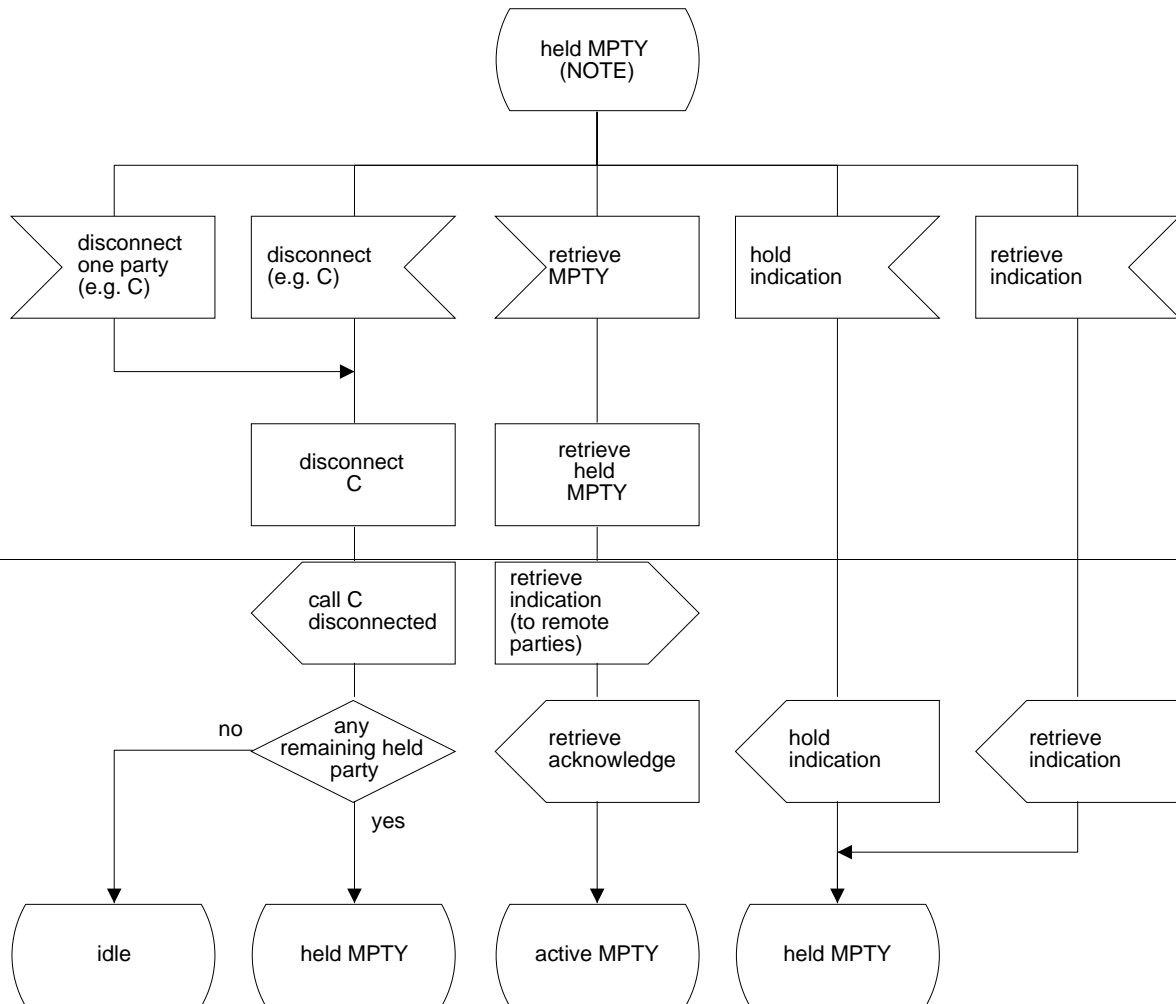 held MPTY
(NOTE)
disconnect
one party
(e.g. C)
disconnect
(e.g. C)
retrieve
MPTY
hold
indication
retrieve
indication
disconnect
C
retrieve
held
MPTY
call C
disconnected
retrieve
indication
(to remote
parties)
no
any
remaining held
party
yes
retrieve
acknowledge
hold
indication
retrieve
indication
idle
held MPTY
active MPTY
held MPTY